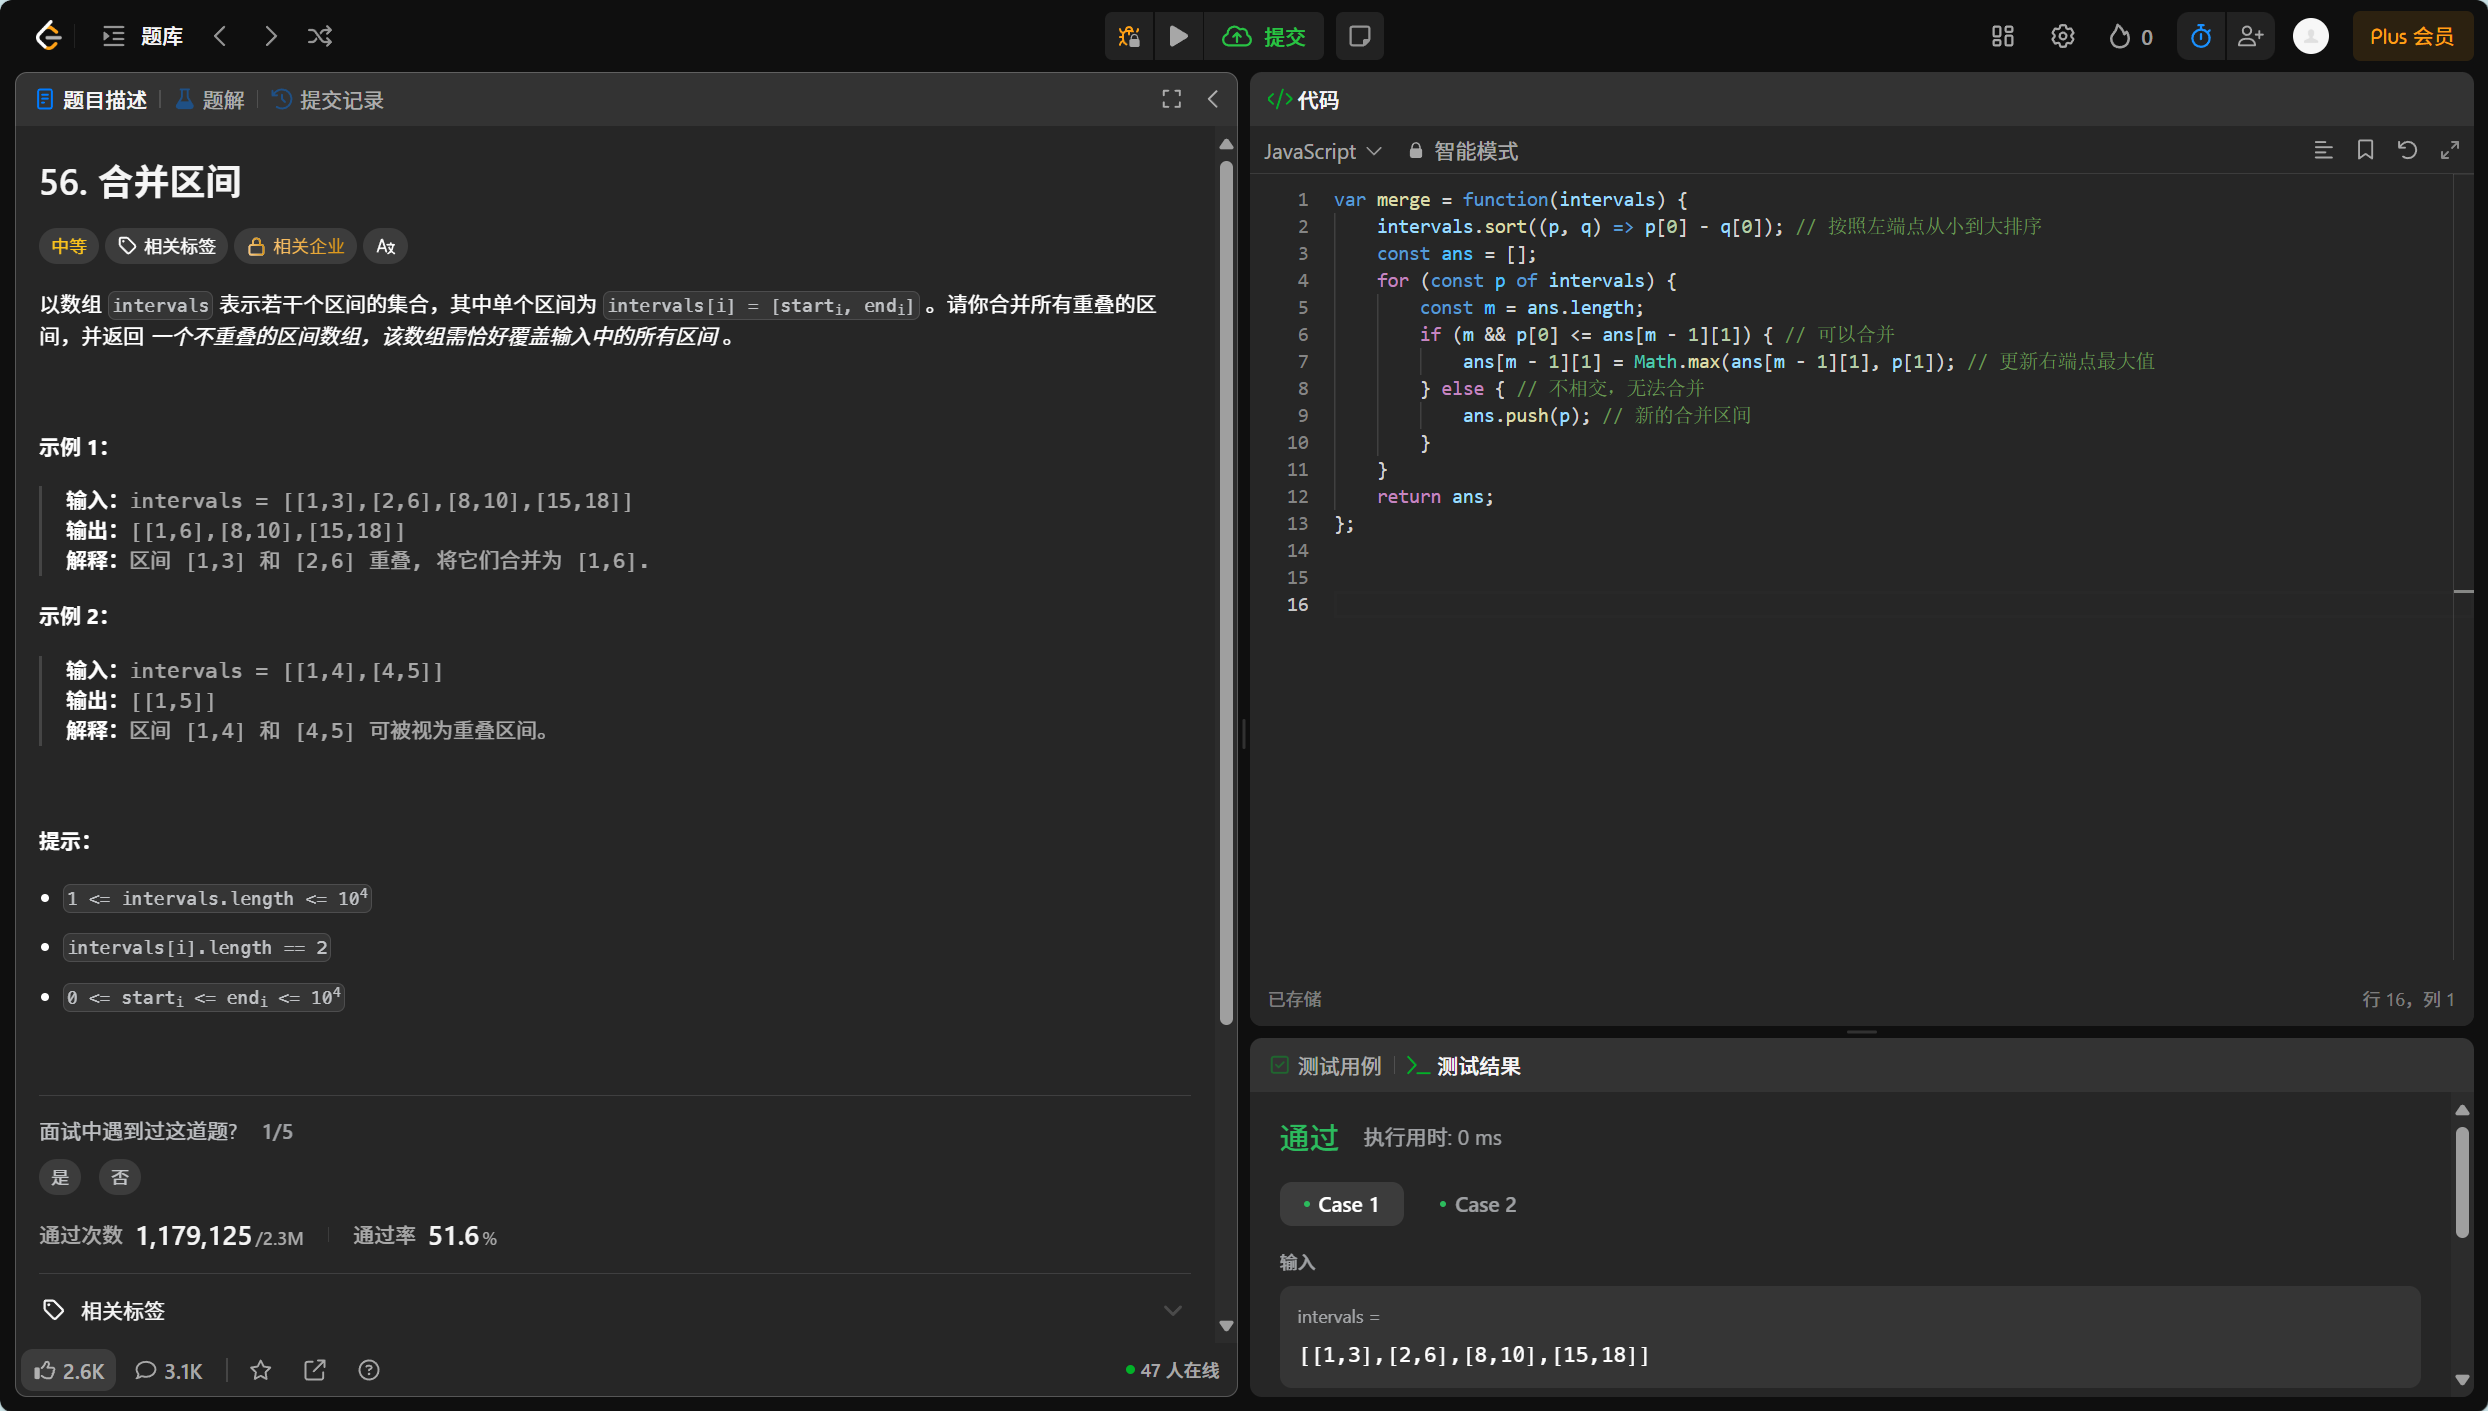 题库
提交
0
Plus 会员
题目描述
题解
提交记录
56. 合并区间
中等
相关标签
相关企业
以数组 intervals 表示若干个区间的集合，其中单个区间为 intervals[i] = [starti, endi] 。请你合并所有重叠的区
间，并返回 一个不重叠的区间数组，该数组需恰好覆盖输入中的所有区间 。
示例 1：
输入：intervals = [[1,3],[2,6],[8,10],[15,18]]
输出：[[1,6],[8,10],[15,18]]
解释：区间 [1,3] 和 [2,6] 重叠, 将它们合并为 [1,6].
示例 2：
输入：intervals = [[1,4],[4,5]]
输出：[[1,5]]
解释：区间 [1,4] 和 [4,5] 可被视为重叠区间。
提示：
1 <= intervals.length <= 10⁴
intervals[i].length == 2
0 <= starti <= endi <= 10⁴
面试中遇到过这道题? 1/5
是
否
通过次数 1,179,125/2.3M
通过率 51.6%
相关标签
2.6K
3.1K
47 人在线
</> 代码
JavaScript
智能模式
1 var merge = function(intervals) {
2     intervals.sort((p, q) => p[0] - q[0]); // 按照左端点从小到大排序
3     const ans = [];
4     for (const p of intervals) {
5         const m = ans.length;
6         if (m && p[0] <= ans[m - 1][1]) { // 可以合并
7             ans[m - 1][1] = Math.max(ans[m - 1][1], p[1]); // 更新右端点最大值
8         } else { // 不相交，无法合并
9             ans.push(p); // 新的合并区间
10         }
11     }
12     return ans;
13 };
14
15
16
已存储
行 16，列 1
测试用例
测试结果
通过
执行用时: 0 ms
Case 1
Case 2
输入
intervals =
[[1,3],[2,6],[8,10],[15,18]]